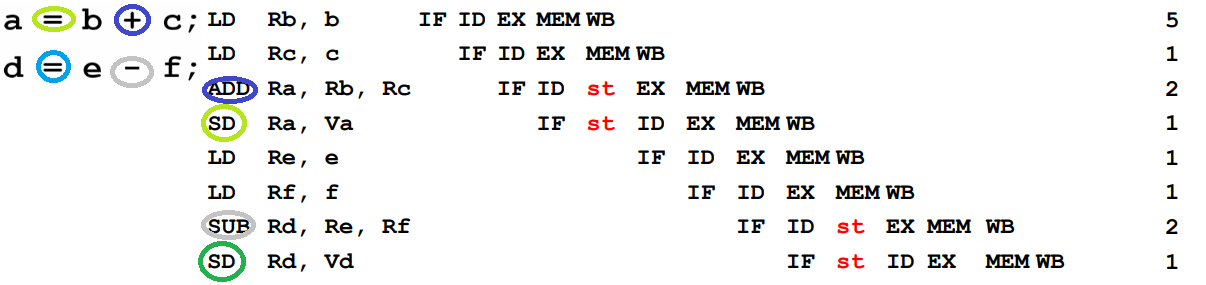 a = b + c; LD Rb, b IF ID EX MEM WB 5
LD Rc, c IF ID EX MEM WB 1
d = e - f;
ADD Ra, Rb, Rc IF ID st EX MEM WB 2
SD Ra, Va IF st ID EX MEM WB 1
LD Re, e IF ID EX MEM WB 1
LD Rf, f IF ID EX MEM WB 1
SUB Rd, Re, Rf IF ID st EX MEM WB 2
SD Rd, Vd IF st ID EX MEM WB 1